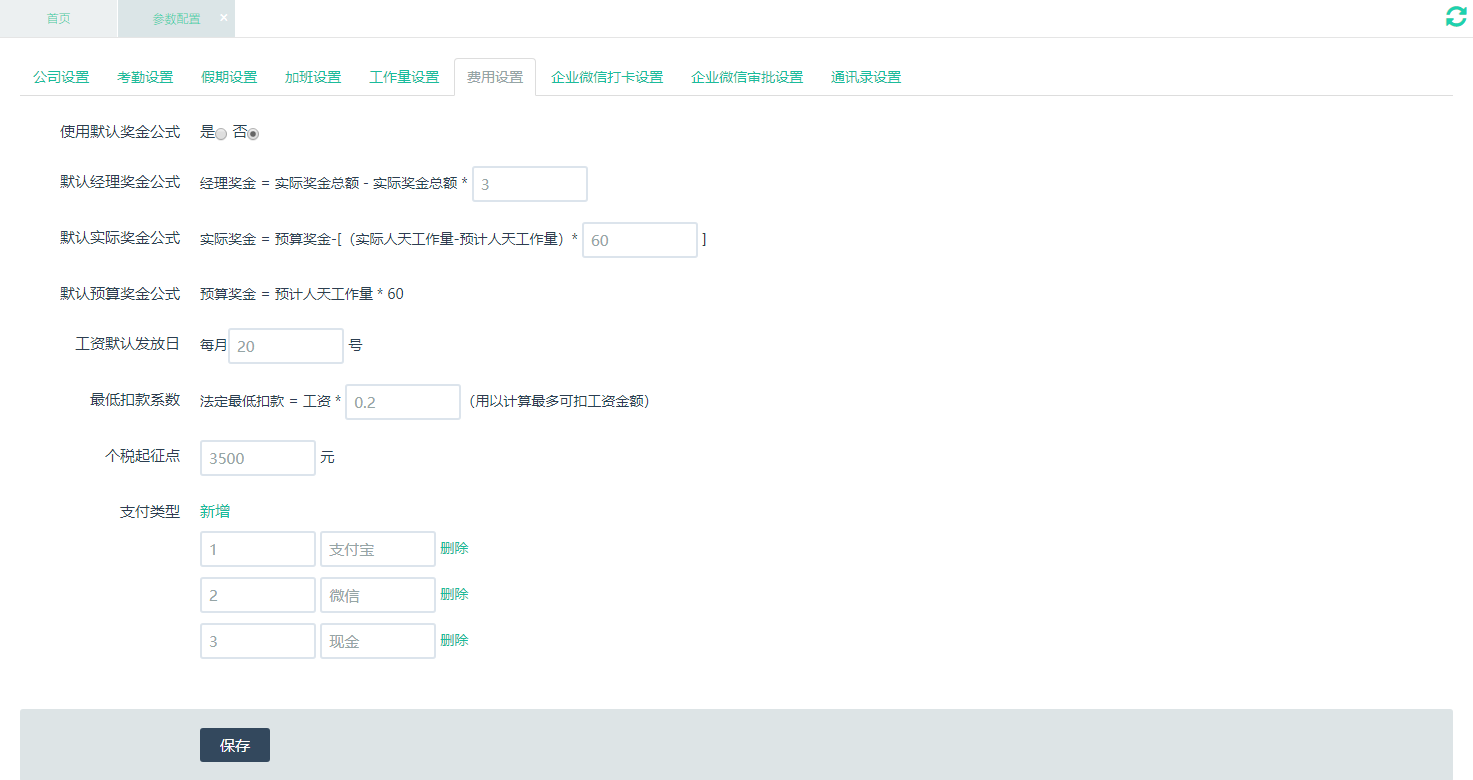 首页 参数配置 ×
公司设置 考勤设置 假期设置 加班设置 工作量设置 费用设置 企业微信打卡设置 企业微信审批设置 通讯录设置
使用默认奖金公式 是 否
默认经理奖金公式 经理奖金 = 实际奖金总额 - 实际奖金总额 * 3
默认实际奖金公式 实际奖金 = 预算奖金-[（实际人天工作量-预计人天工作量）* 60 ]
默认预算奖金公式 预算奖金 = 预计人天工作量 * 60
工资默认发放日 每月 20 号
最低扣款系数 法定最低扣款 = 工资 * 0.2 （用以计算最多可扣工资金额）
个税起征点 3500 元
支付类型 新增
1 支付宝 删除
2 微信 删除
3 现金 删除
保存